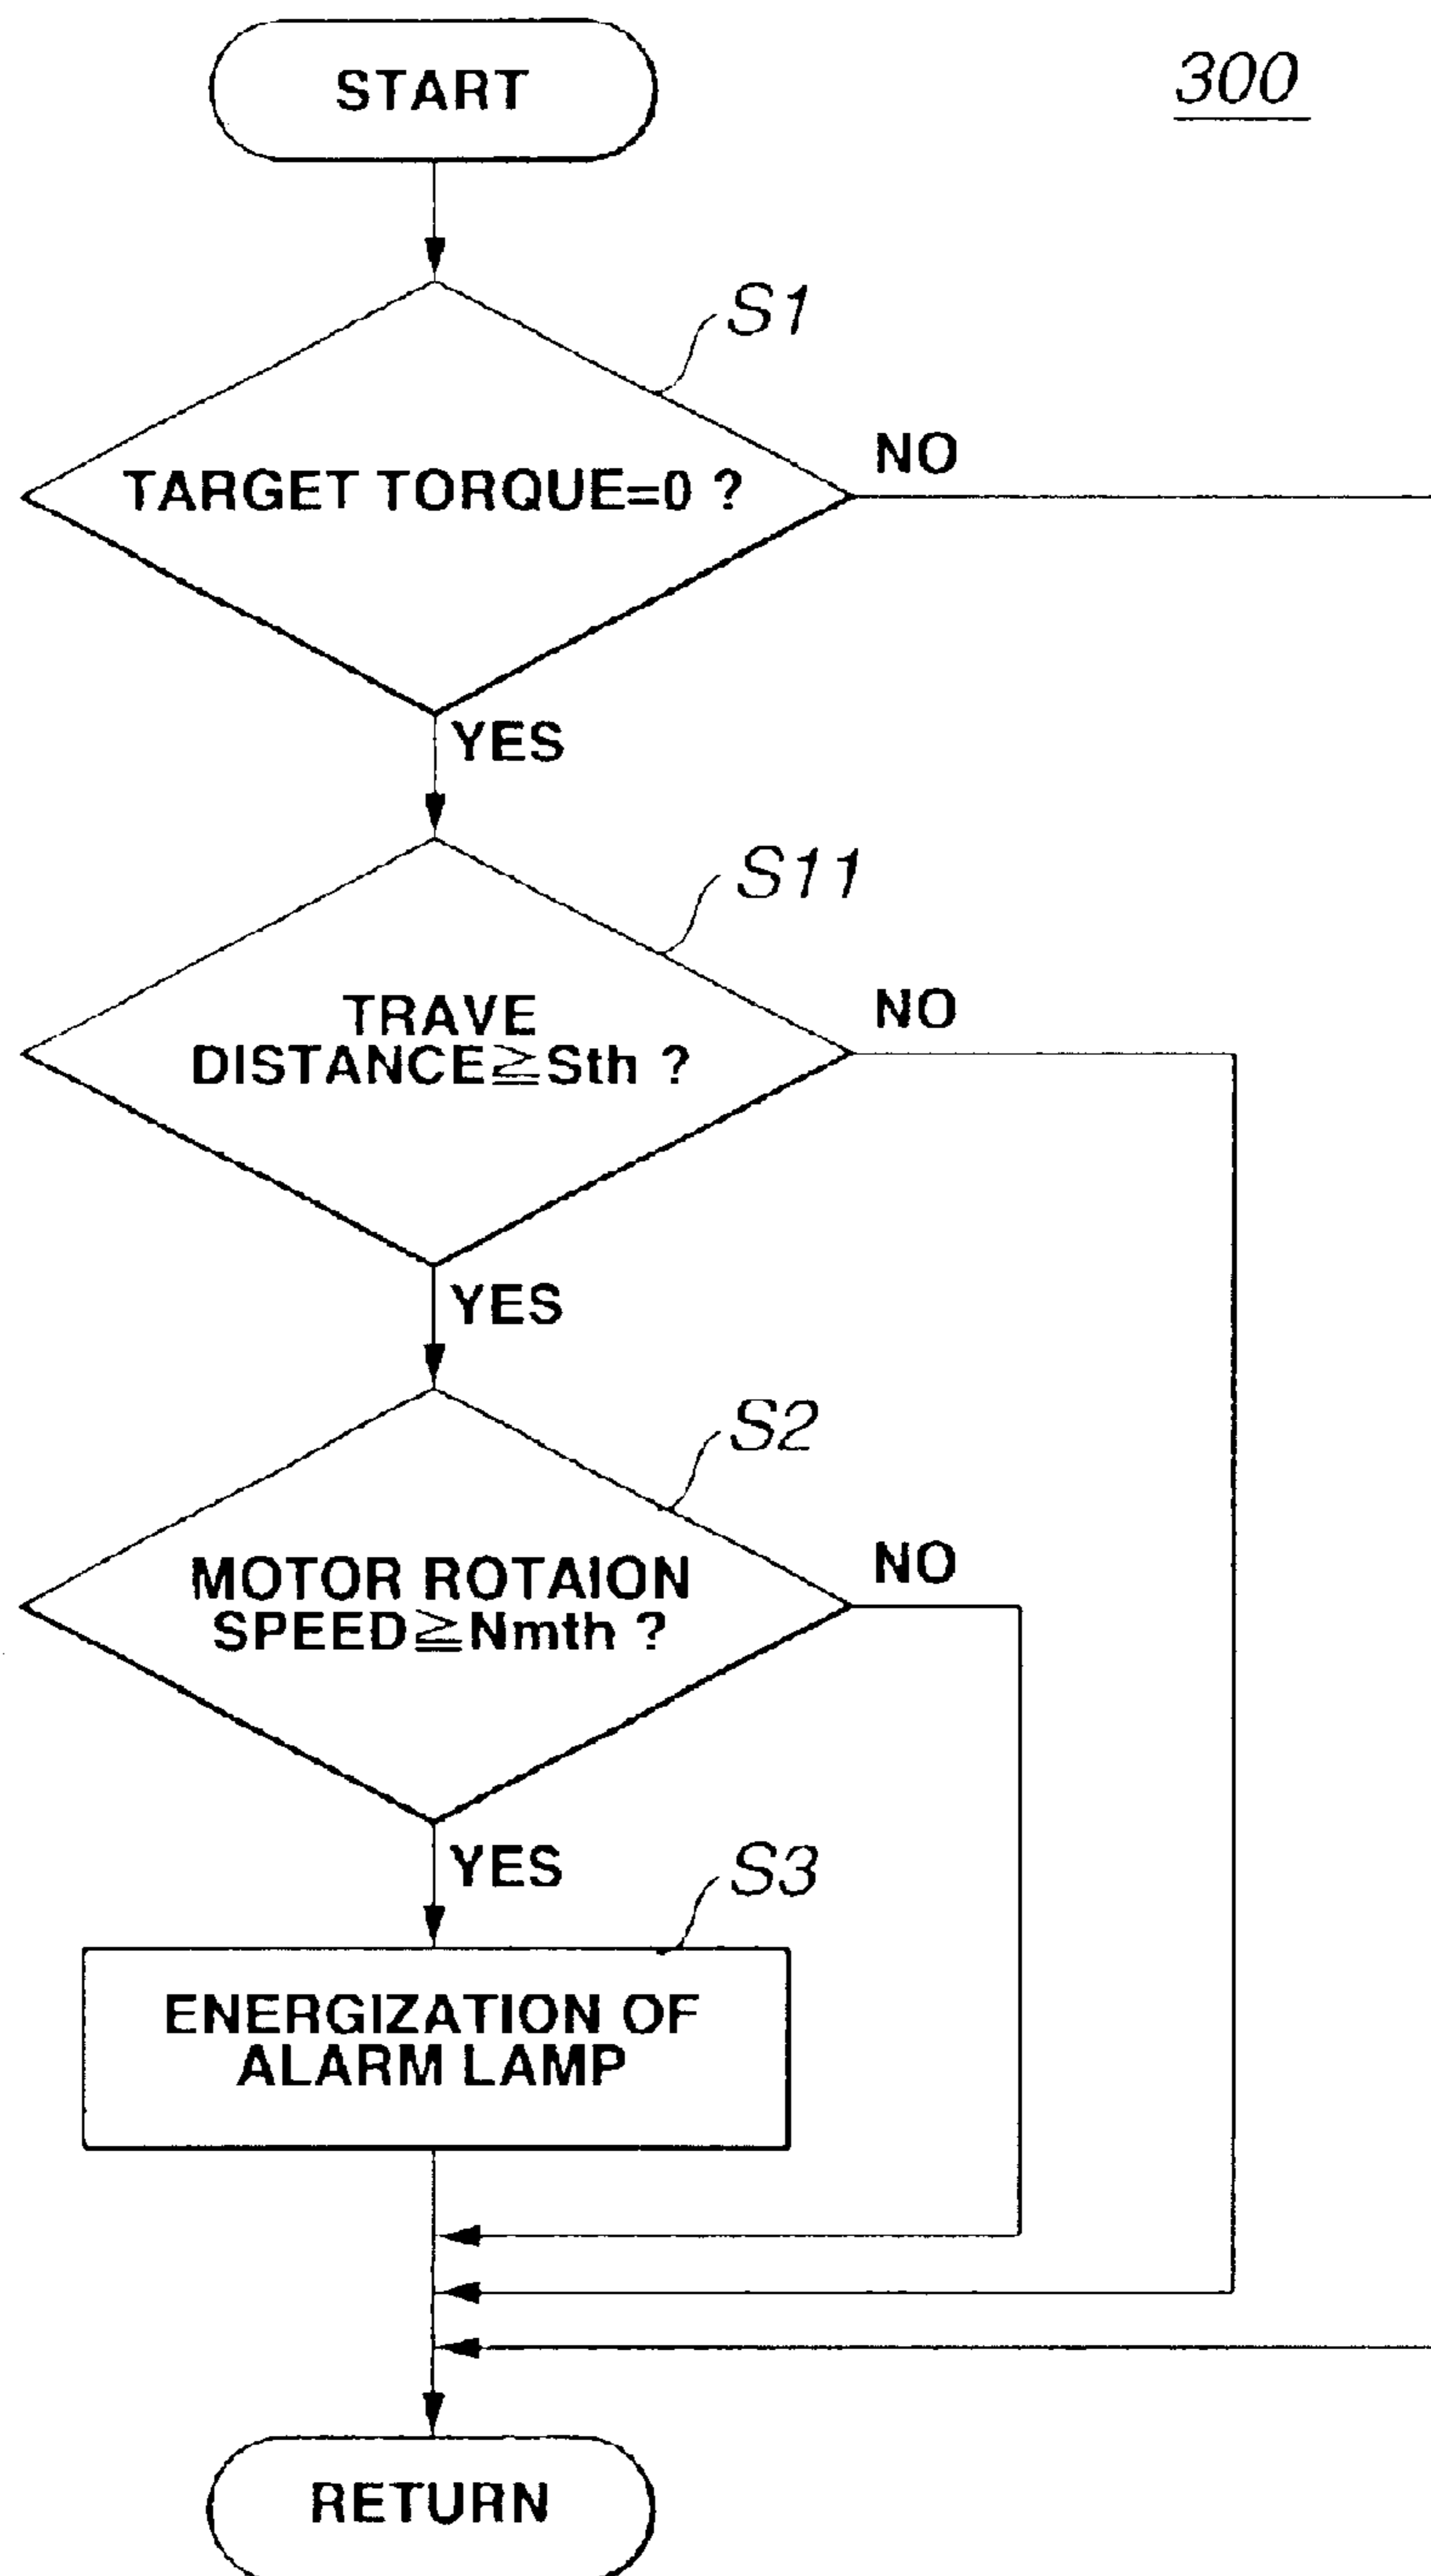 START
300
S1
TARGET TORQUE=0 ?
NO
YES
S11
TRAVE
DISTANCE≧Sth ?
NO
YES
S2
MOTOR ROTAION
SPEED≧Nmth ?
NO
YES
S3
ENERGIZATION OF
ALARM LAMP
RETURN